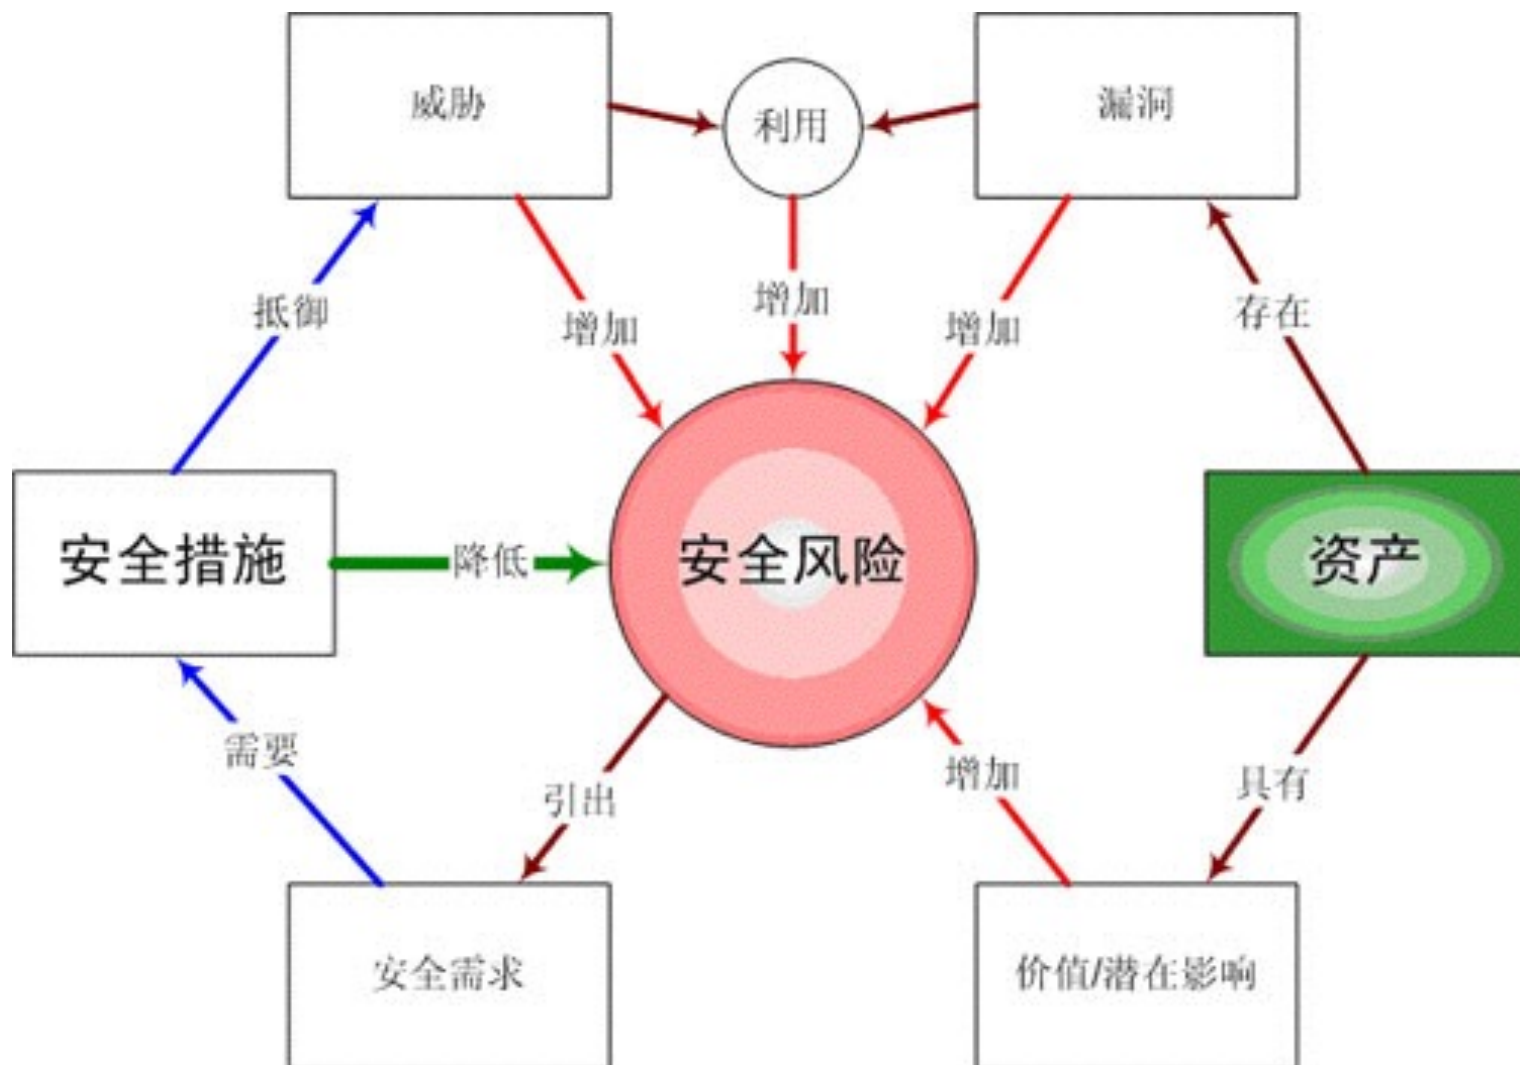 威胁
利用
漏洞
抵御
增加
增加
增加
存在
安全措施
降低
安全风险
资产
需要
引出
增加
具有
安全需求
价值/潜在影响